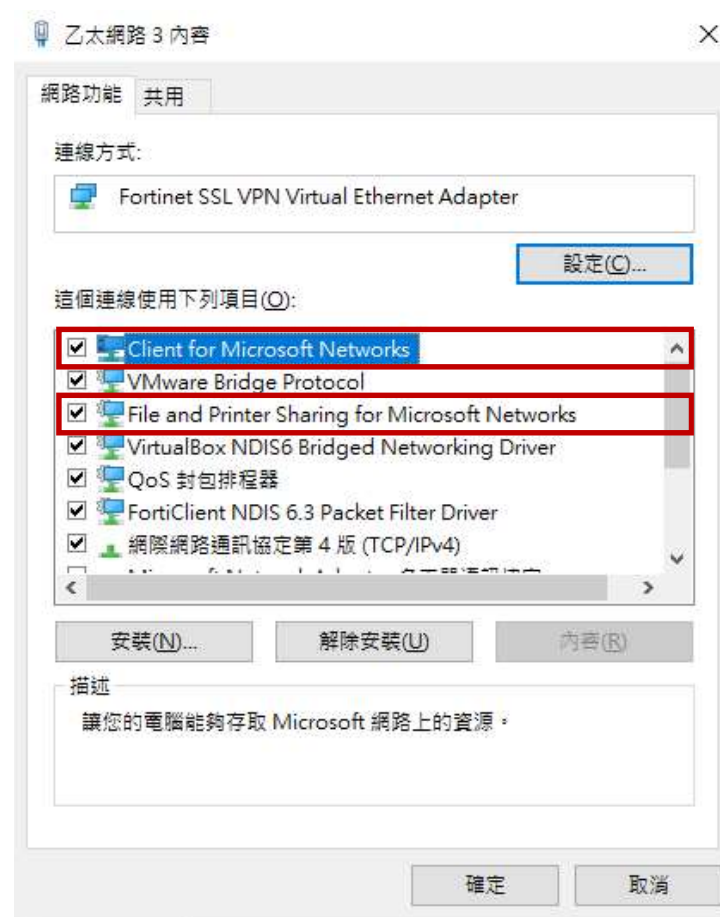 乙太網路 3 內容
網路功能 共用
連線方式:
Fortinet SSL VPN Virtual Ethernet Adapter
設定(C)...
這個連線使用下列項目(O):
Client for Microsoft Networks
VMware Bridge Protocol
File and Printer Sharing for Microsoft Networks
VirtualBox NDIS6 Bridged Networking Driver
QoS 封包排程器
FortiClient NDIS 6.3 Packet Filter Driver
網際網路通訊協定第 4 版 (TCP/IPv4)
安裝(N)... 解除安裝(U) 內容(R)
描述
讓您的電腦能夠存取 Microsoft 網路上的資源。
確定 取消